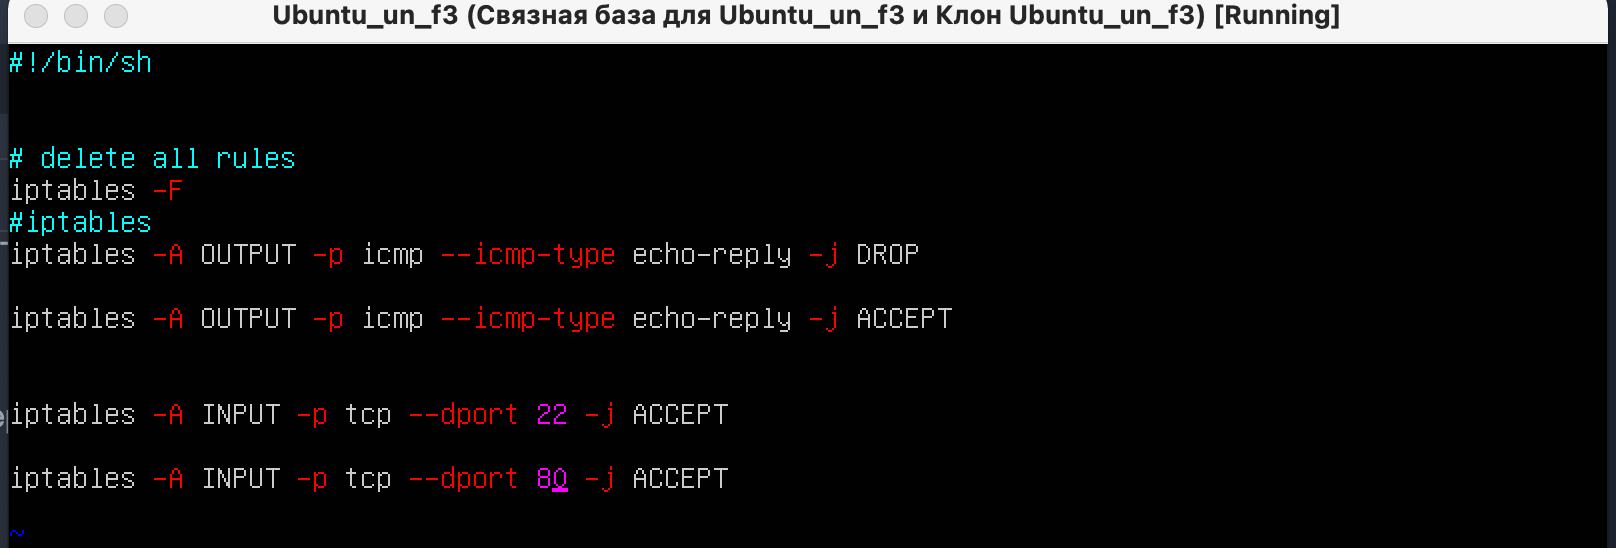 Ubuntu_un_f3 (Связная база для Ubuntu_un_f3 и Клон Ubuntu_un_f3) [Running]
#!/bin/sh
# delete all rules
iptables -F
#iptables
iptables -A OUTPUT -p icmp --icmp-type echo-reply -j DROP
iptables -A OUTPUT -p icmp --icmp-type echo-reply -j ACCEPT
iptables -A INPUT -p tcp --dport 22 -j ACCEPT
iptables -A INPUT -p tcp --dport 80 -j ACCEPT
~